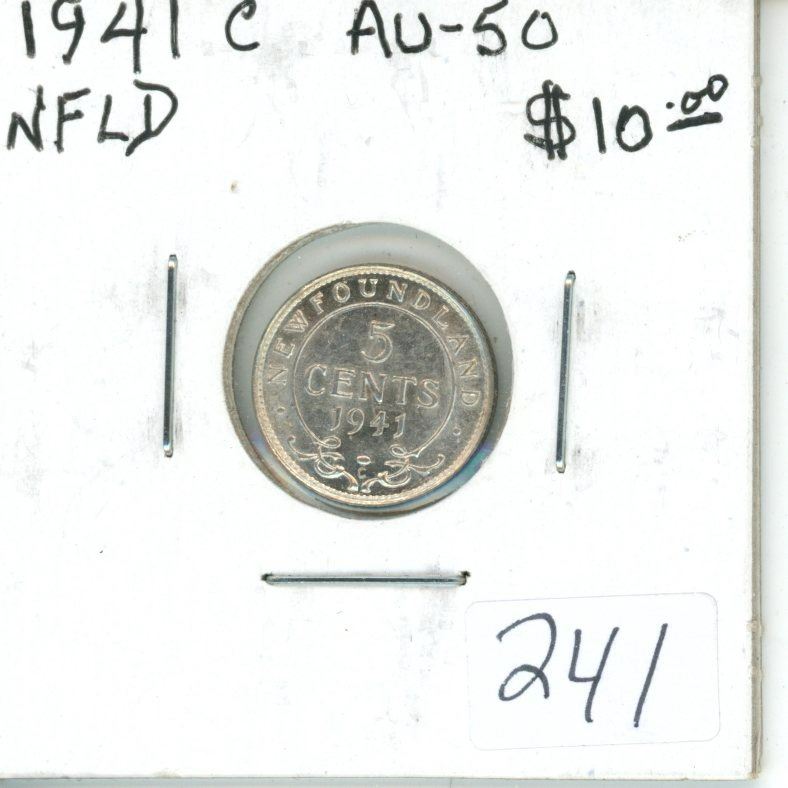 1941 C AU-50
NFLD $10.00
NEWFOUNDLAND
5
CENTS
1941
C
241